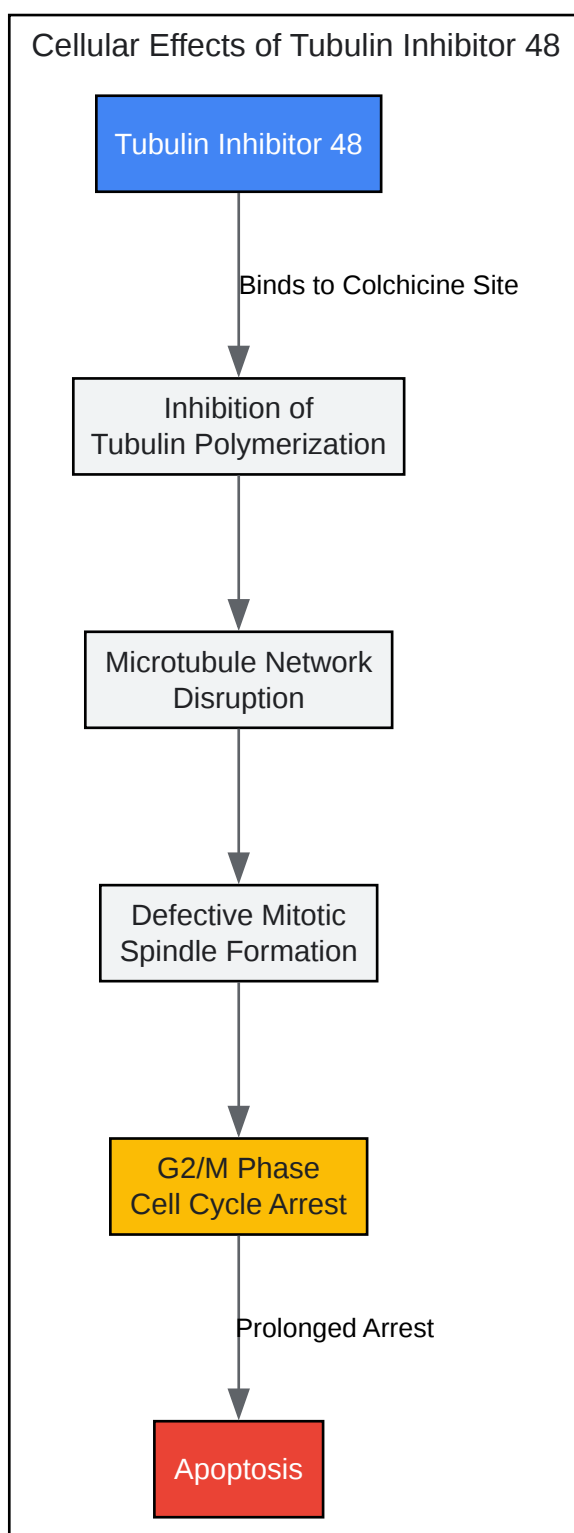 Cellular Effects of Tubulin Inhibitor 48
Tubulin Inhibitor 48
Binds to Colchicine Site
Inhibition of
Tubulin Polymerization
Microtubule Network
Disruption
Defective Mitotic
Spindle Formation
G2/M Phase
Cell Cycle Arrest
Prolonged Arrest
Apoptosis